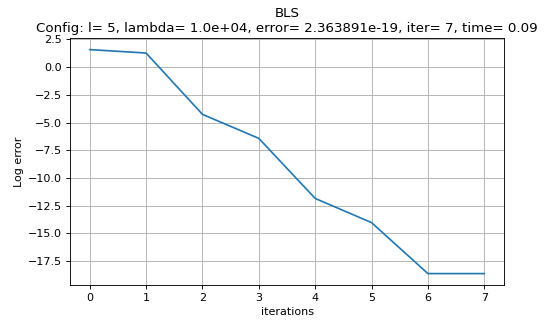 BLS
Config: l= 5, lambda= 1.0e+04, error= 2.363891e-19, iter= 7, time= 0.09
2.5
0.0
−2.5
−5.0
−7.5
−10.0
−12.5
−15.0
−17.5
Log error
0 1 2 3 4 5 6 7
iterations